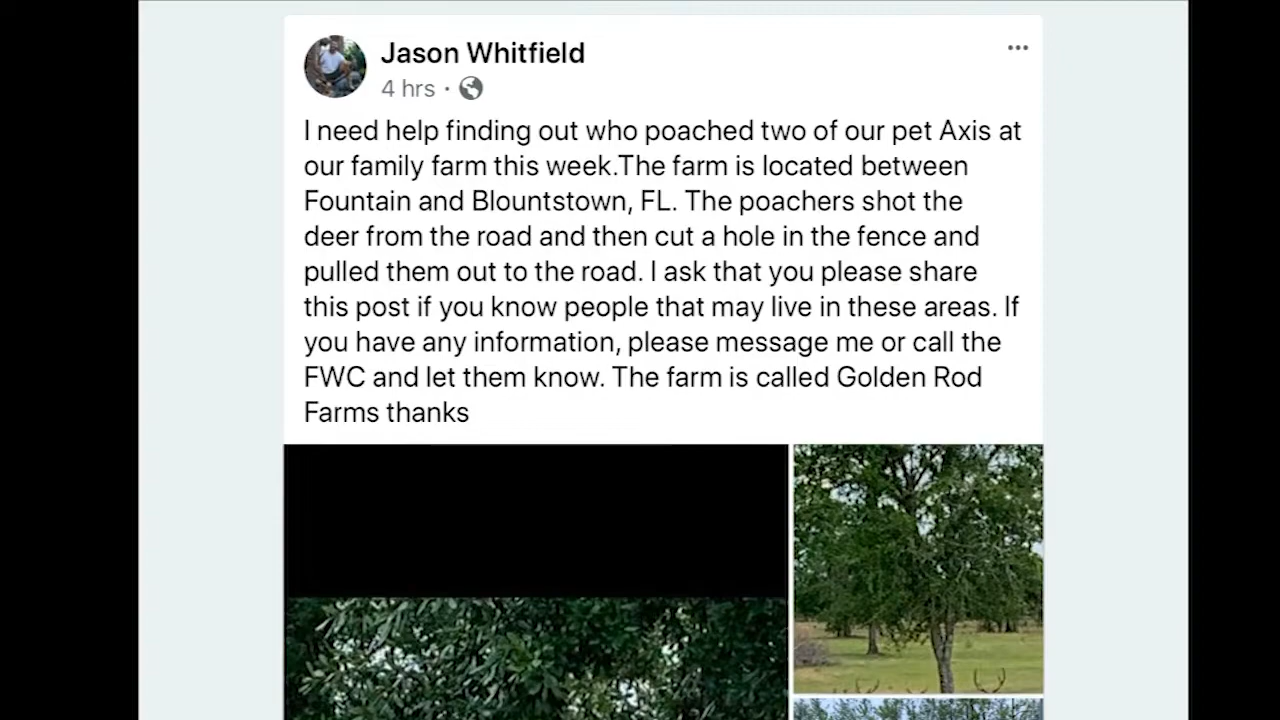 Jason Whitfield
4 hrs ·
I need help finding out who poached two of our pet Axis at
our family farm this week.The farm is located between
Fountain and Blountstown, FL. The poachers shot the
deer from the road and then cut a hole in the fence and
pulled them out to the road. I ask that you please share
this post if you know people that may live in these areas. If
you have any information, please message me or call the
FWC and let them know. The farm is called Golden Rod
Farms thanks